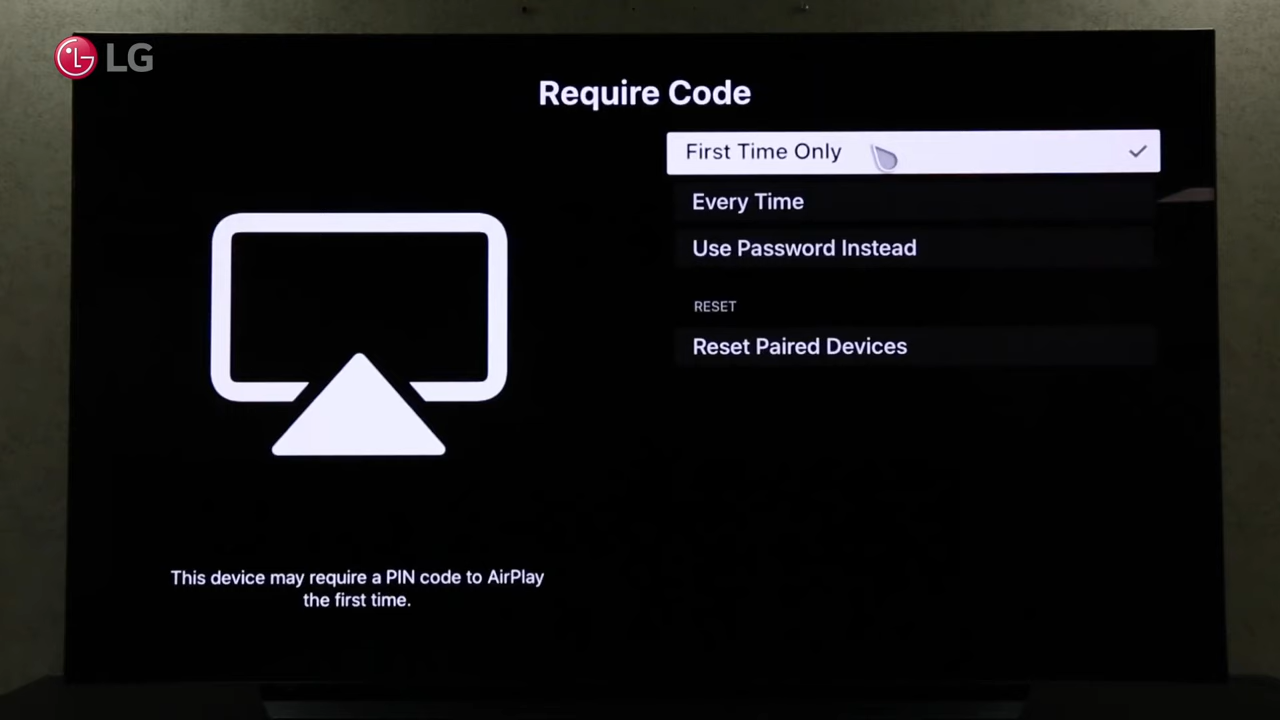 LG
Require Code
First Time Only
Every Time
Use Password Instead
RESET
Reset Paired Devices
This device may require a PIN code to AirPlay
the first time.